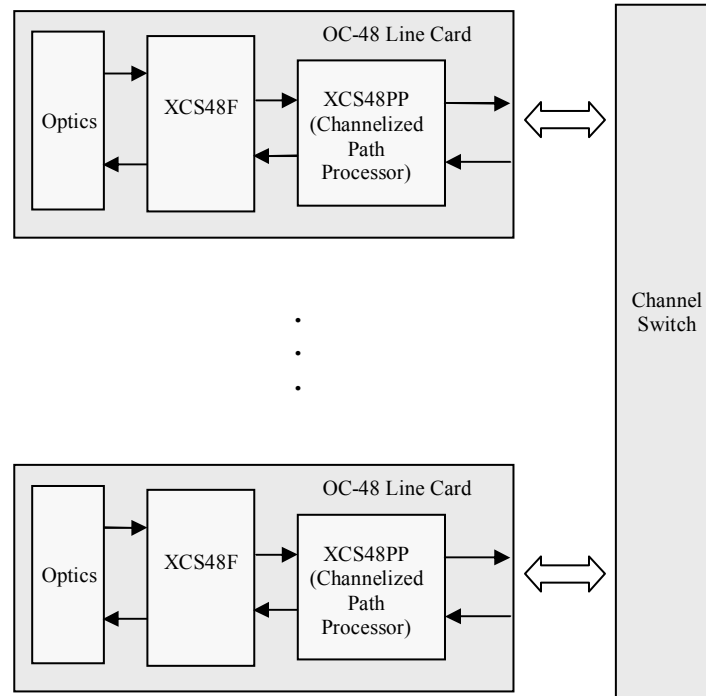 OC-48 Line Card
Optics
XCS48F
XCS48PP
(Channelized
Path
Processor)
Channel
Switch
OC-48 Line Card
Optics
XCS48F
XCS48PP
(Channelized
Path
Processor)